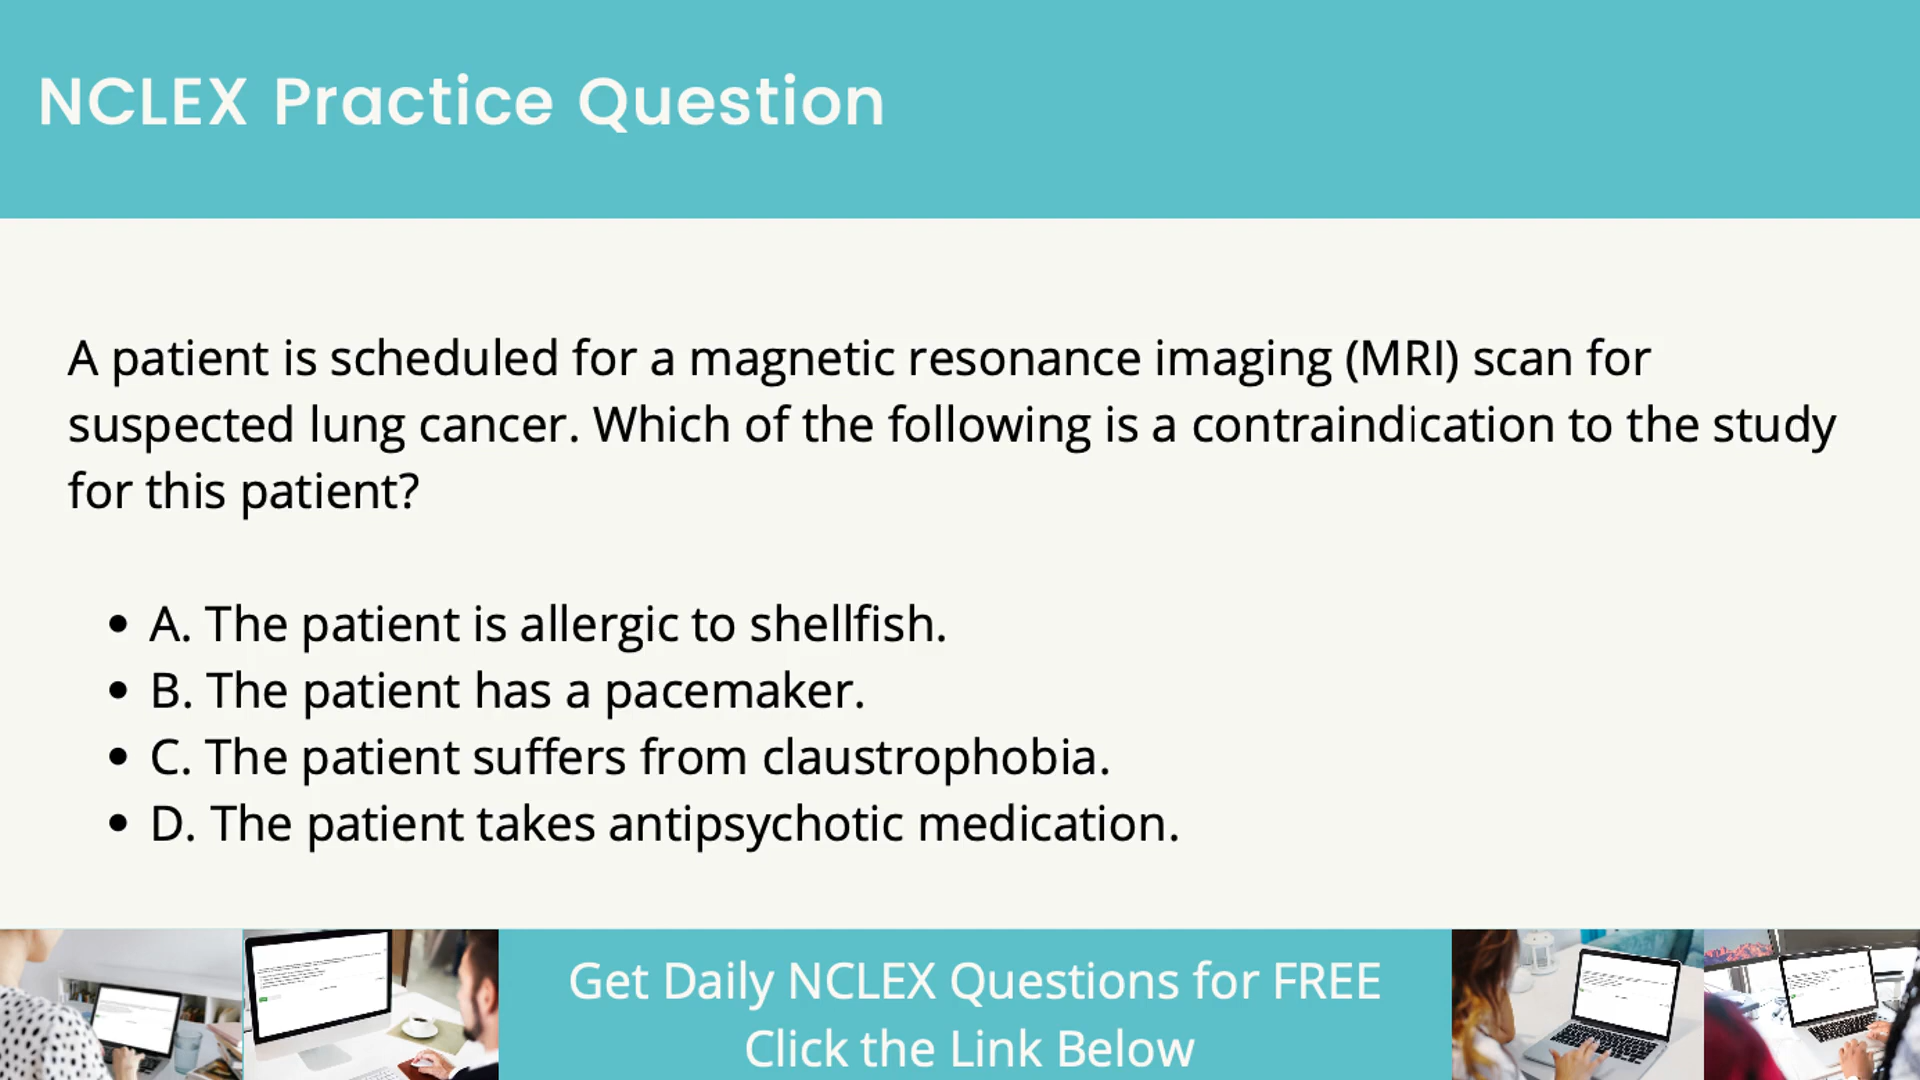 NCLEX Practice Question
A patient is scheduled for a magnetic resonance imaging (MRI) scan for
suspected lung cancer. Which of the following is a contraindication to the study
for this patient?
• A. The patient is allergic to shellfish.
• B. The patient has a pacemaker.
• C. The patient suffers from claustrophobia.
• D. The patient takes antipsychotic medication.
Get Daily NCLEX Questions for FREE
Click the Link Below